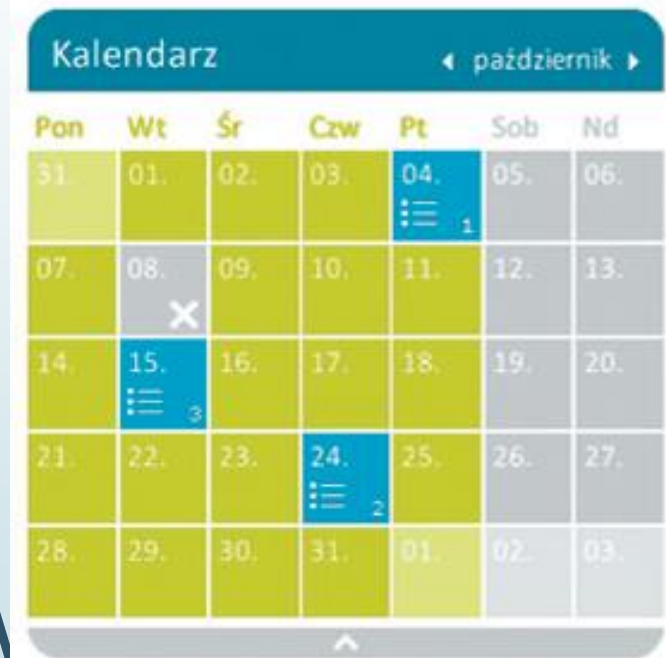 Kalendarz październik
Pon Wt Śr Czw Pt Sob Nd
31. 01. 02. 03. 04. 05. 06.
1
07. 08. 09. 10. 11. 12. 13.
14. 15. 16. 17. 18. 19. 20.
3
21. 22. 23. 24. 25. 26. 27.
2
28. 29. 30. 31. 01. 02. 03.